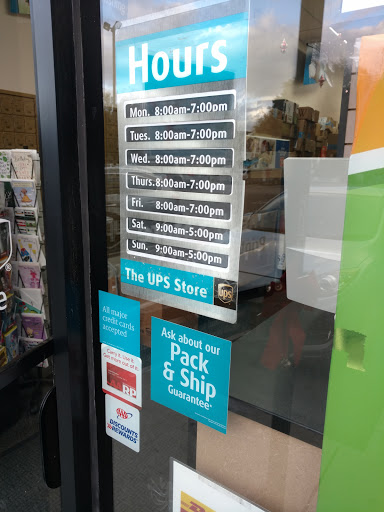 Hours
Mon. 8:00am-7:00pm
Tues. 8:00am-7:00pm
Wed. 8:00am-7:00pm
Thurs. 8:00am-7:00pm
Fri. 8:00am-7:00pm
Sat. 9:00am-5:00pm
Sun. 9:00am-5:00pm
The UPS Store
ups
All major
credit cards
accepted
Ask about our
Pack
& Ship
Guarantee*
RP
AAA
DISCOUNTS
& REWARDS